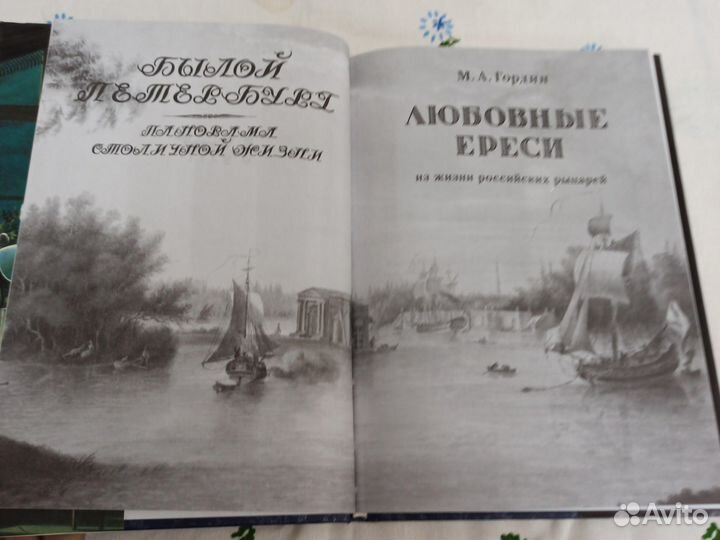 БЫЛОЙ
ПЕТЕРБУРГ
ПАНОРАМА
СТОЛИЧНОЙ ЖИЗНИ
М. А. Гордин
ЛЮБОВНЫЕ
ЕРЕСИ
из жизни российских рыцарей
Avito